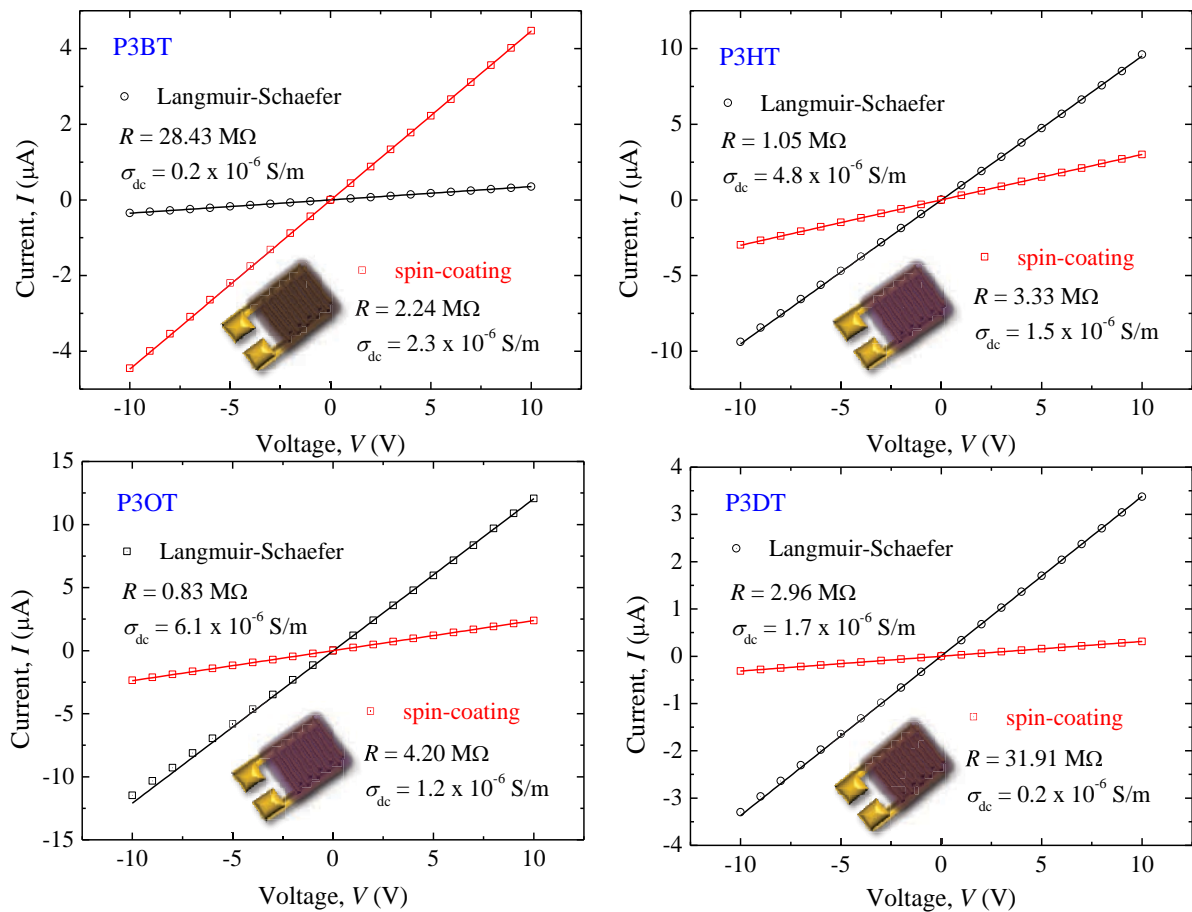 P3BT
Langmuir-Schaefer
R = 28.43 MΩ
σdc = 0.2 x 10-6 S/m
spin-coating
R = 2.24 MΩ
σdc = 2.3 x 10-6 S/m
4
2
0
-2
-4
-10 -5 0 5 10
Current, I (μA)
Voltage, V (V)
P3HT
Langmuir-Schaefer
R = 1.05 MΩ
σdc = 4.8 x 10-6 S/m
spin-coating
R = 3.33 MΩ
σdc = 1.5 x 10-6 S/m
10
5
0
-5
-10
-10 -5 0 5 10
Current, I (μA)
Voltage, V (V)
P3OT
Langmuir-Schaefer
R = 0.83 MΩ
σdc = 6.1 x 10-6 S/m
spin-coating
R = 4.20 MΩ
σdc = 1.2 x 10-6 S/m
15
10
5
0
-5
-10
-15
-10 -5 0 5 10
Current, I (μA)
Voltage, V (V)
P3DT
Langmuir-Schaefer
R = 2.96 MΩ
σdc = 1.7 x 10-6 S/m
spin-coating
R = 31.91 MΩ
σdc = 0.2 x 10-6 S/m
4
3
2
1
0
-1
-2
-3
-4
-10 -5 0 5 10
Current, I (μA)
Voltage, V (V)